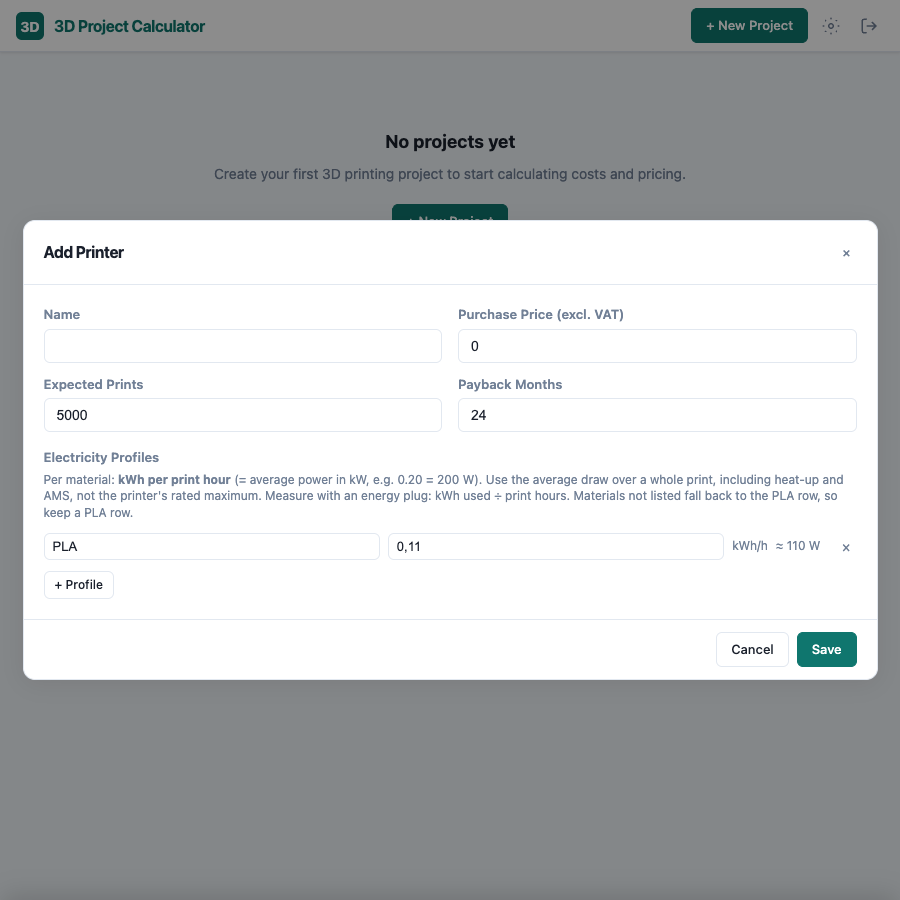 3D 3D Project Calculator + New Project
No projects yet
Create your first 3D printing project to start calculating costs and pricing.
+ New Project
Add Printer ×
Name Purchase Price (excl. VAT)
0
Expected Prints Payback Months
5000 24
Electricity Profiles
Per material: kWh per print hour (= average power in kW, e.g. 0.20 = 200 W). Use the average draw over a whole print, including heat-up and
AMS, not the printer's rated maximum. Measure with an energy plug: kWh used ÷ print hours. Materials not listed fall back to the PLA row, so
keep a PLA row.
PLA 0,11 kWh/h ≈ 110 W ×
+ Profile
Cancel Save